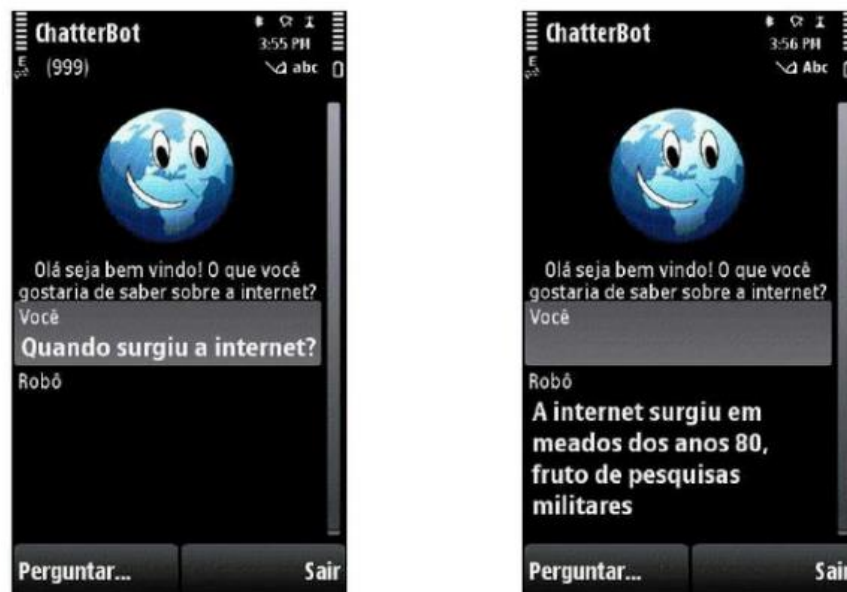 ChatterBot
3:55 PM
(999)
abc
Olá seja bem vindo! O que você
gostaria de saber sobre a internet?
Você
Quando surgiu a internet?
Robô
Perguntar...
Sair
ChatterBot
3:56 PM
Abc
Olá seja bem vindo! O que você
gostaria de saber sobre a internet?
Você
Robô
A internet surgiu em
meados dos anos 80,
fruto de pesquisas
militares
Perguntar...
Sair